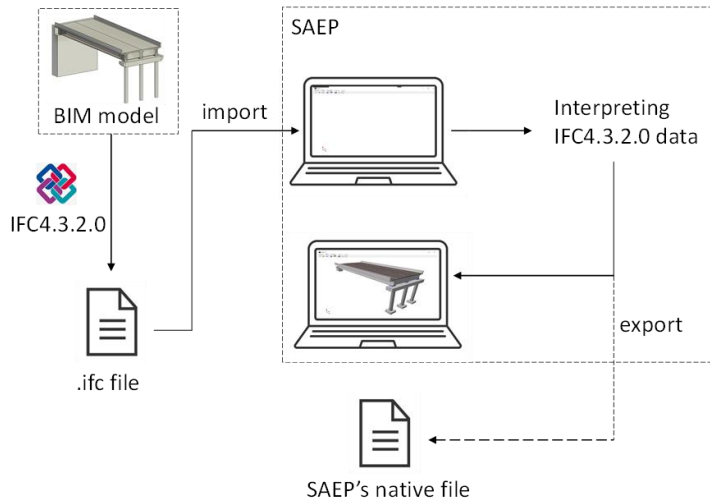 SAEP
BIM model
import
Interpreting
IFC4.3.2.0 data
IFC4.3.2.0
.ifc file
export
SAEP's native file